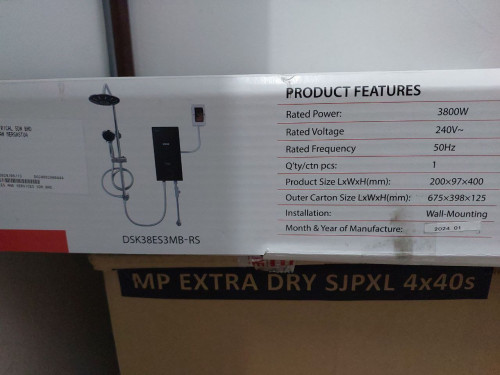 PRODUCT FEATURES
Rated Power: 3800W
Rated Voltage 240V~
Rated Frequency 50Hz
Q'ty/ctn pcs: 1
Product Size LxWxH(mm): 200×97×400
Outer Carton Size LxWxH(mm): 675×398×125
Installation: Wall-Mounting
Month & Year of Manufacture: 2024. 01
DSK38ES3MB-RS
MP EXTRA DRY SJPXL 4x40s